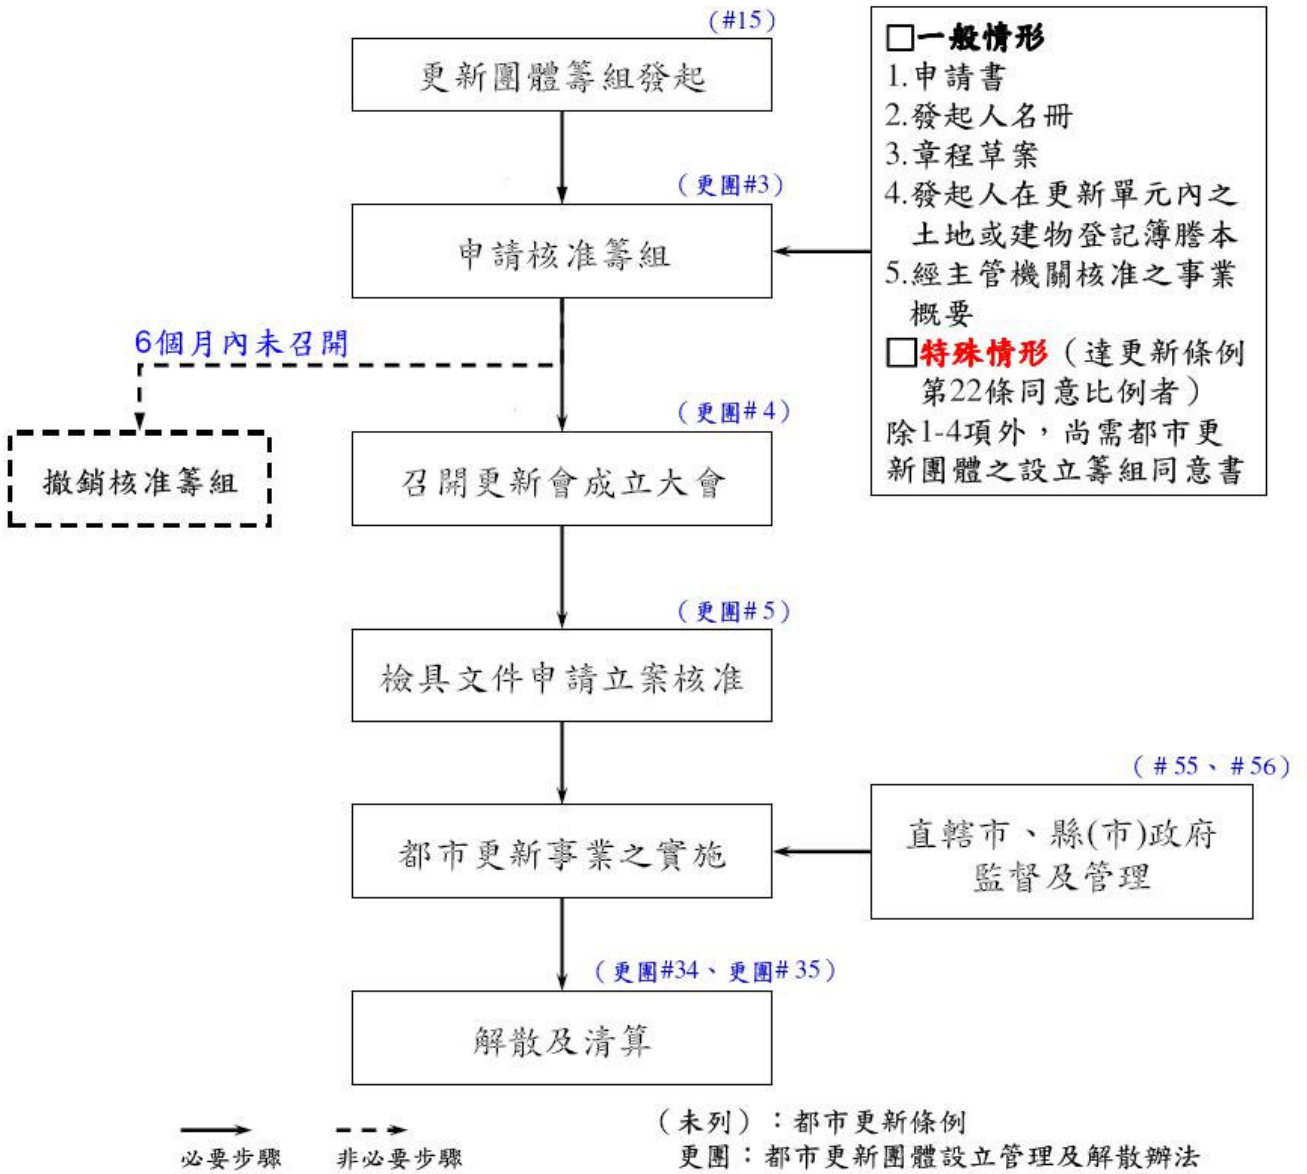 (#15)
更新團體籌組發起
（更團#3）
申請核准籌組
□一般情形
1.申請書
2.發起人名冊
3.章程草案
4.發起人在更新單元內之
土地或建物登記簿謄本
5.經主管機關核准之事業
概要
□特殊情形（達更新條例
第22條同意比例者）
除1-4項外，尚需都市更
新團體之設立籌組同意書
6個月內未召開
撤銷核准籌組
（更團#4）
召開更新會成立大會
（更團#5）
檢具文件申請立案核准
都市更新事業之實施
（#55、#56）
直轄市、縣(市)政府
監督及管理
（更團#34、更團#35）
解散及清算
必要步驟
非必要步驟
（未列）：都市更新條例
更團：都市更新團體設立管理及解散辦法